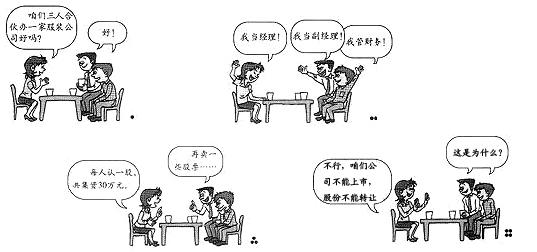 咱们三人合
伙办一家服装公
司好吗?
好!
我当经理!
我当副经理!
我管财务!
每人认一股,
共集资30万元。
再卖一
些股票……
不行,咱们公
司不能上市,
股份不能转让
这是为什么?